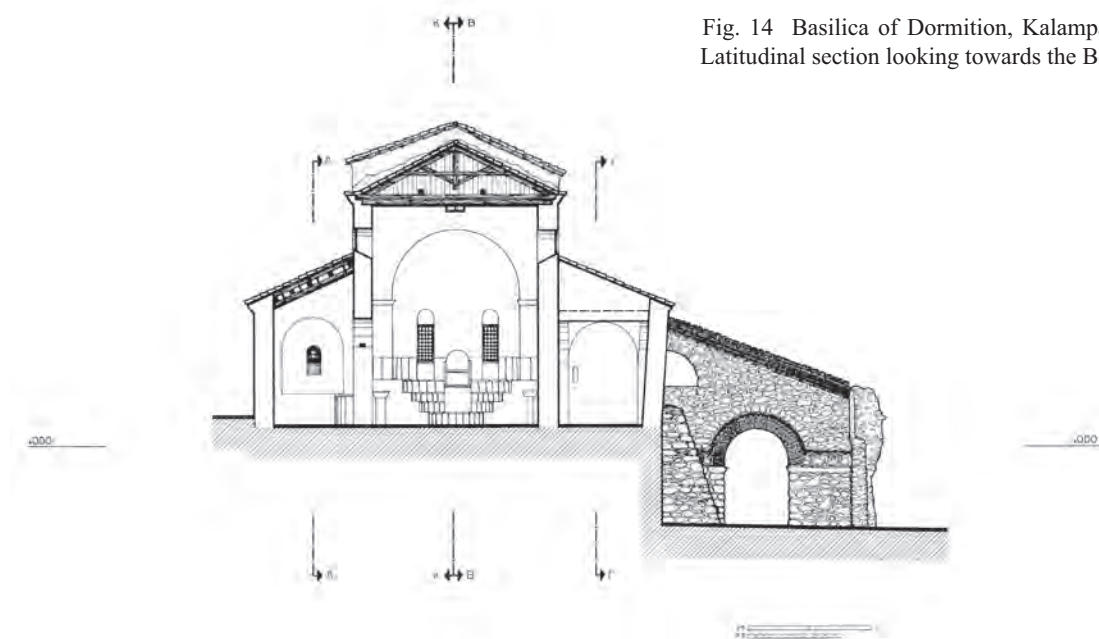 Fig. 14 Basilica of Dormition, Kalamp
Latitudinal section looking towards the B
B
B
Γ